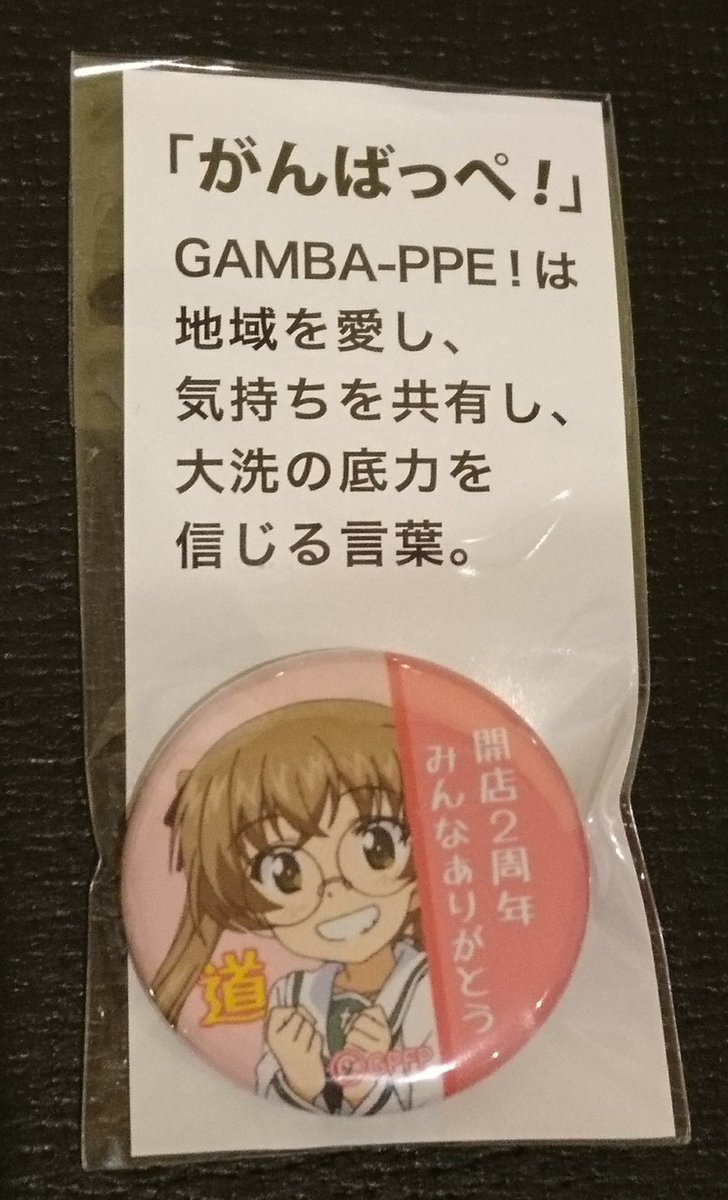 「がんばっぺ！」
GAMBA-PPE！は
地域を愛し、
気持ちを共有し、
大洗の底力を
信じる言葉。
開店２周年
みんなありがとう
道
©GPFP